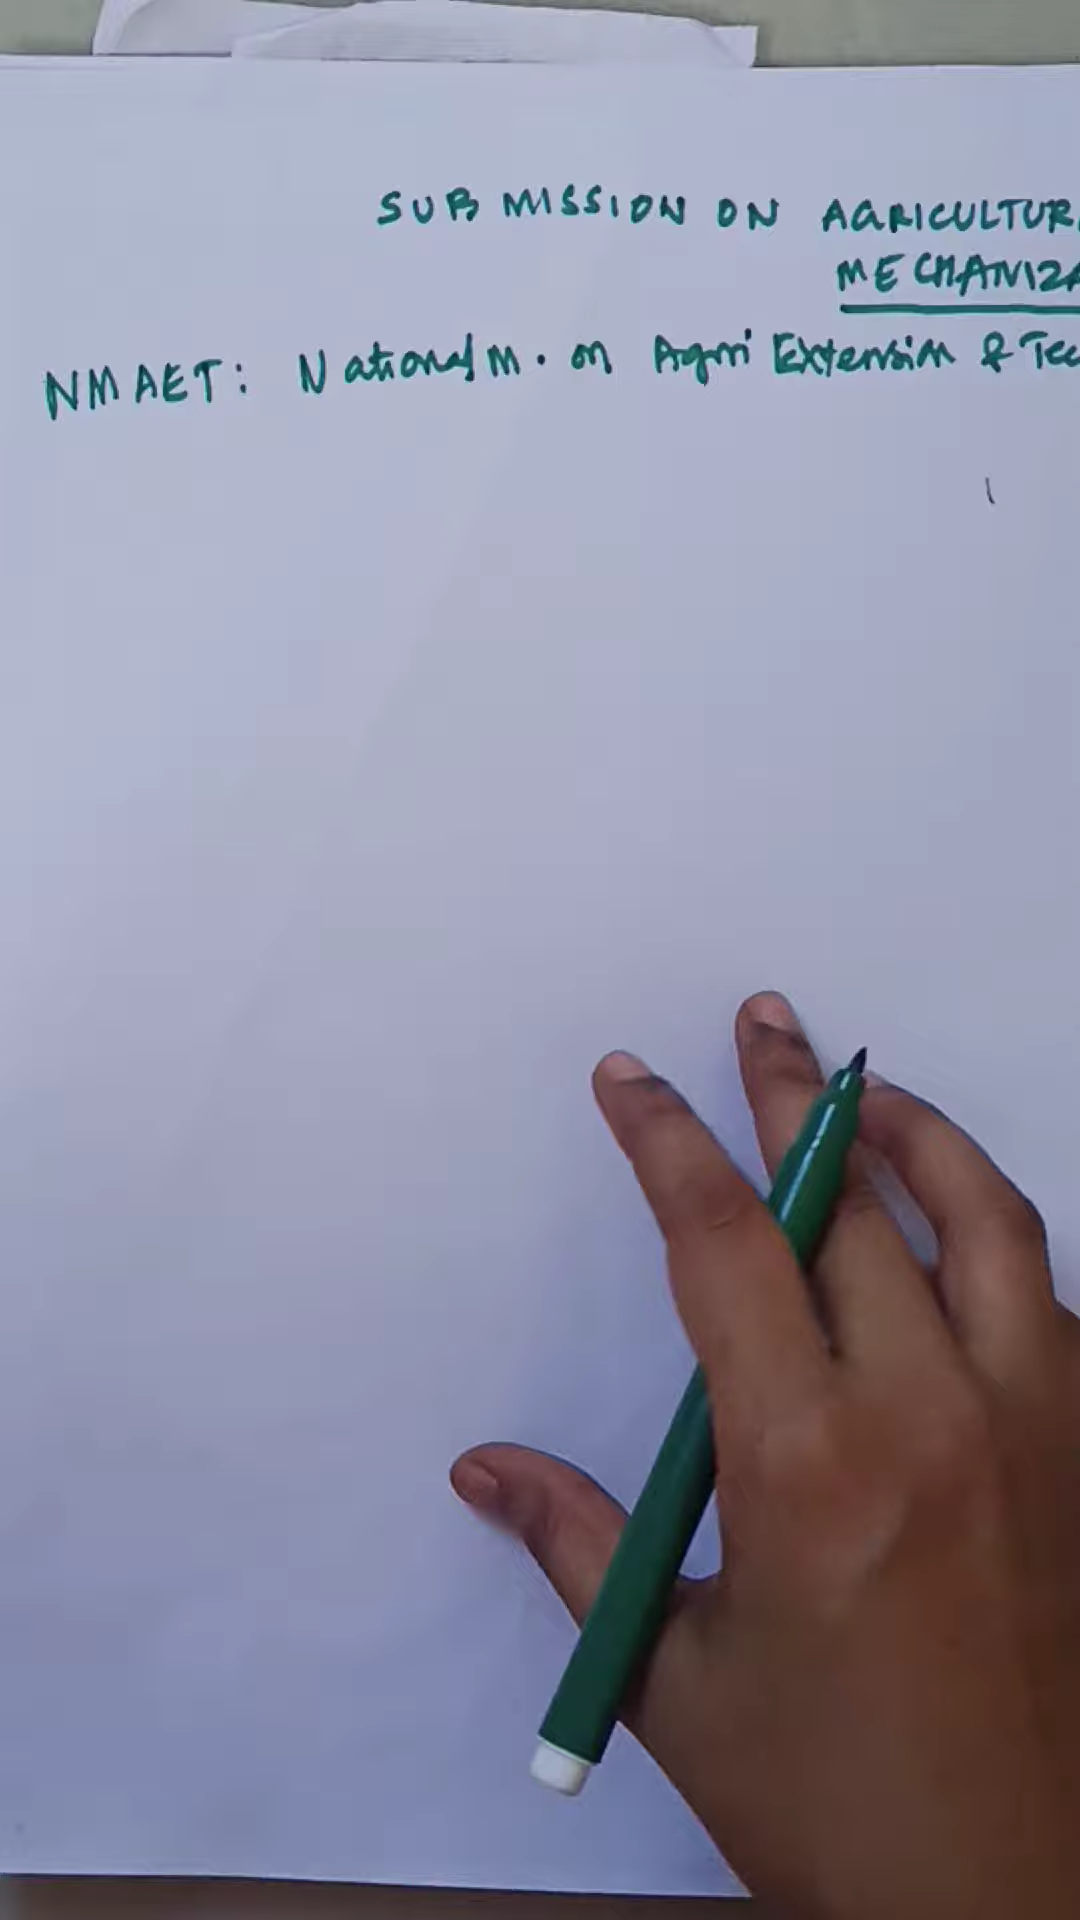 SUB MISSION ON AGRICULTUR
MECHANIZA
NMAET: National M. on Agri Extension & Tec